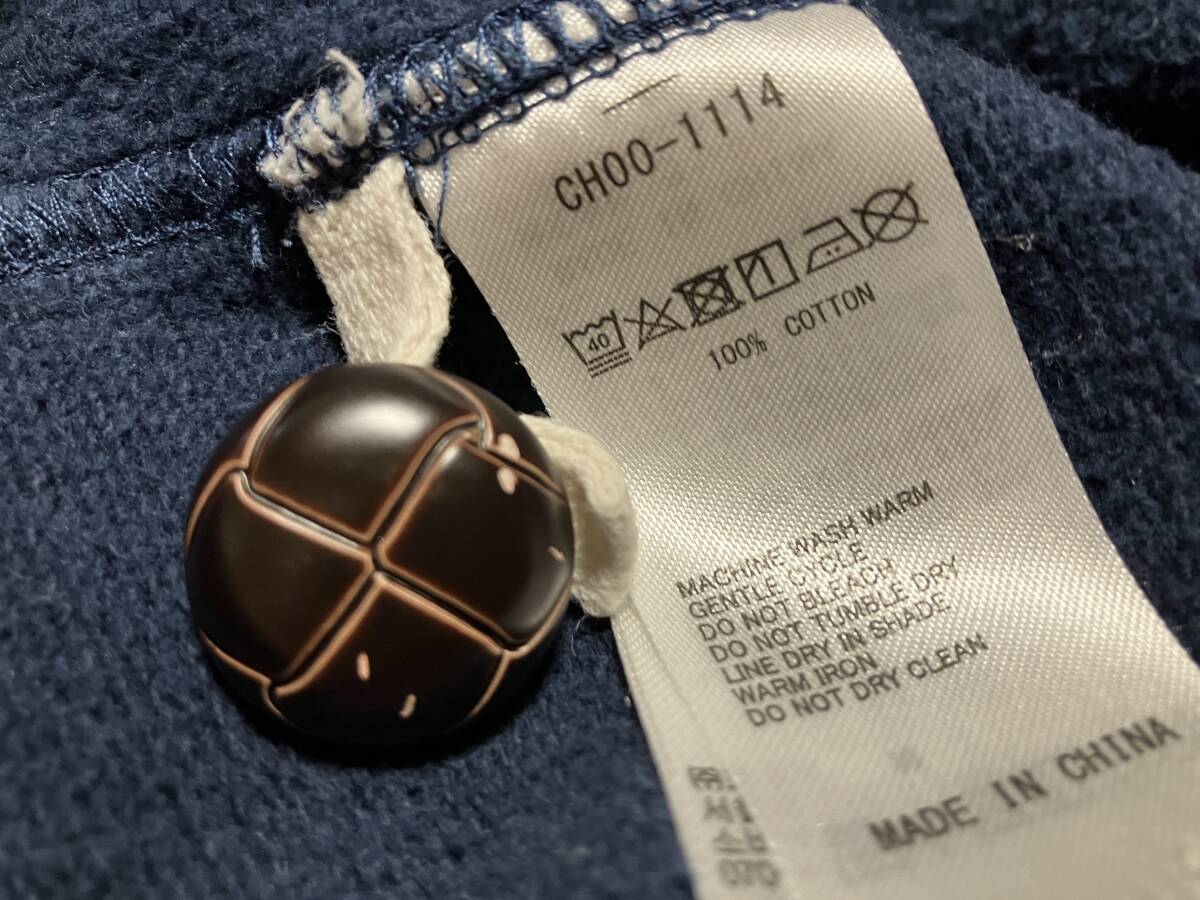 CHOO-1114
40
100% COTTON
MACHINE WASH WARM
GENTLE CYCLE
DO NOT BLEACH
DO NOT TUMBLE DRY
LINE DRY IN SHADE
WARM IRON
DO NOT DRY CLEAN
MADE IN CHINA